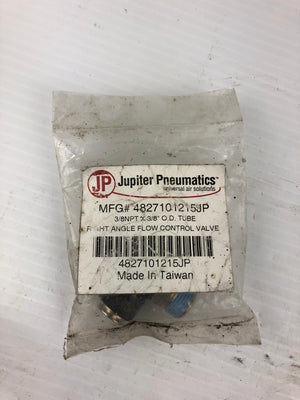 JP Jupiter Pneumatics
universal air solutions
MFG# 4827101215JP
3/8NPT X 3/8" O.D. TUBE
RIGHT ANGLE FLOW CONTROL VALVE
4827101215JP
Made In Taiwan